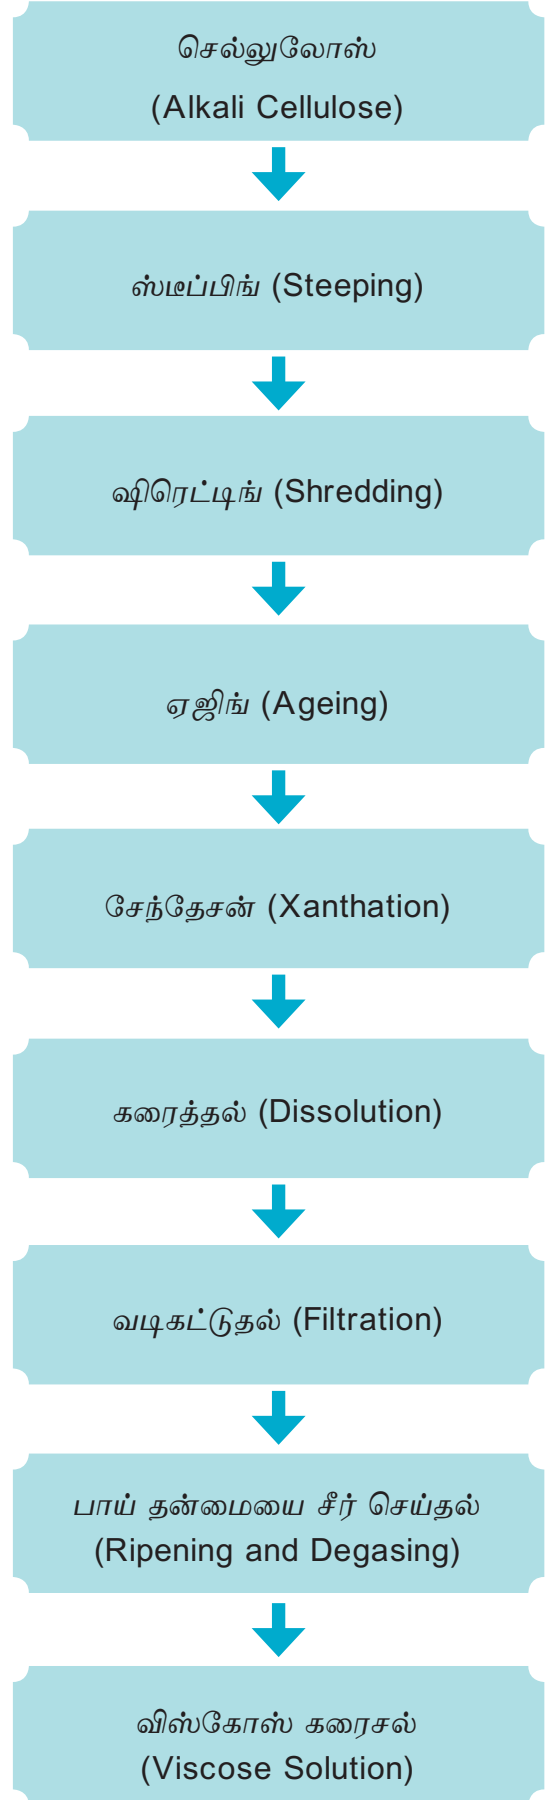 செல்லுலோஸ்
(Alkali Cellulose)
ஸ்டீப்பிங் (Steeping)
ஷிரெட்டிங் (Shredding)
ஏஜிங் (Ageing)
சேந்தேசன் (Xanthation)
கரைத்தல் (Dissolution)
வடிகட்டுதல் (Filtration)
பாய் தன்மையை சீர் செய்தல்
(Ripening and Degasing)
விஸ்கோஸ் கரைசல்
(Viscose Solution)